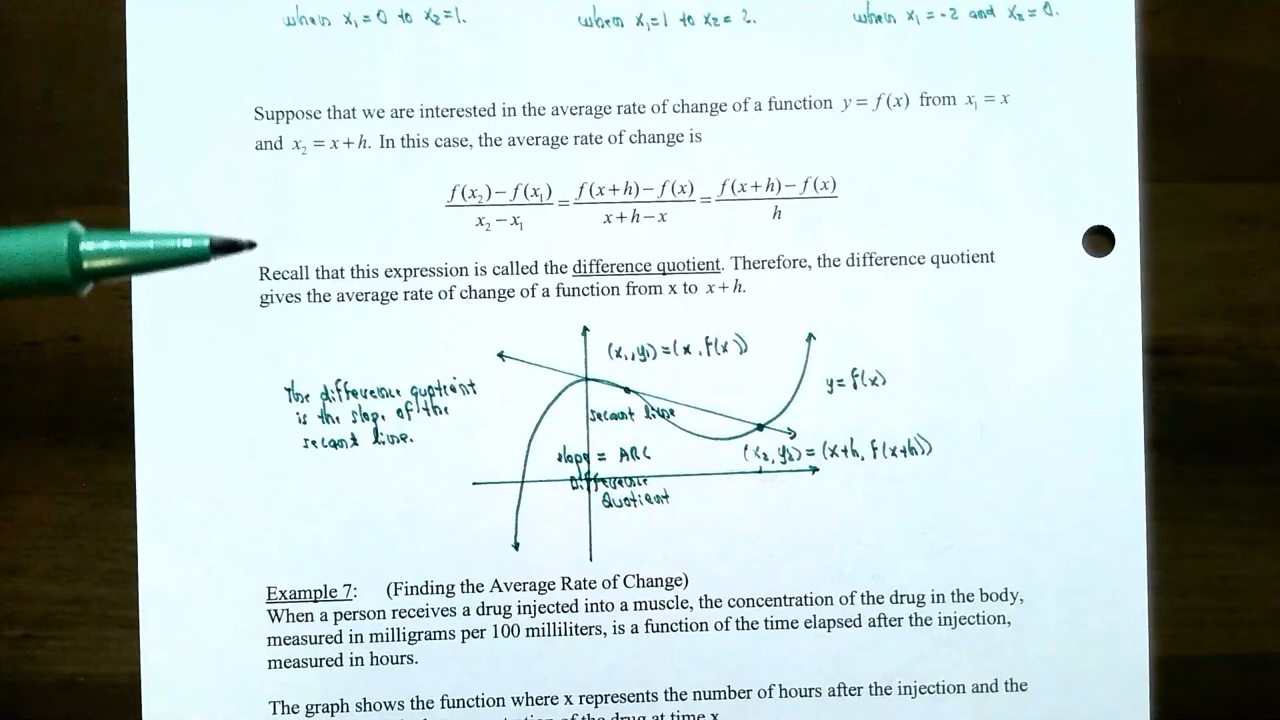 when x₁=0 to x₂=1.
when x₁=1 to x₂=2.
when x₁=-2 and x₂=0.
Suppose that we are interested in the average rate of change of a function y = f(x) from x₁ = x
and x₂ = x+h. In this case, the average rate of change is
f(x₂)−f(x₁) / x₂−x₁ = f(x+h)−f(x) / x+h−x = f(x+h)−f(x) / h
Recall that this expression is called the difference quotient. Therefore, the difference quotient
gives the average rate of change of a function from x to x+h.
(x₁,y₁)=(x,f(x))
y=f(x)
The difference quotient
is the slope of the
secant line.
secant line
(x₂,y₂)=(x+h, f(x+h))
slope = ARC
Difference
Quotient
Example 7: (Finding the Average Rate of Change)
When a person receives a drug injected into a muscle, the concentration of the drug in the body,
measured in milligrams per 100 milliliters, is a function of the time elapsed after the injection,
measured in hours.
The graph shows the function where x represents the number of hours after the injection and the
of the drug at time x